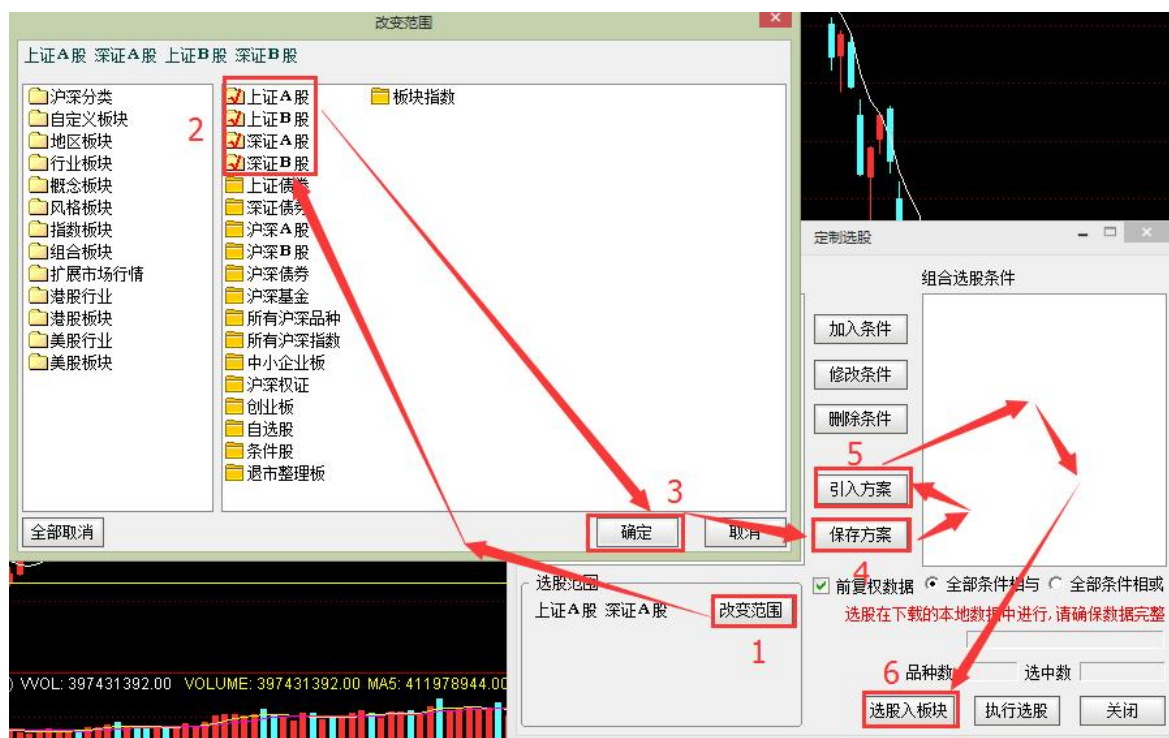 改变范围
上证A股 深证A股 上证B股 深证B股
沪深分类
自定义板块
地区板块
行业板块
概念板块
风格板块
指数板块
组合板块
扩展市场行情
港股行业
港股板块
美股行业
美股板块
2
上证A股
上证B股
深证A股
深证B股
上证债券
深证债券
沪深A股
沪深B股
沪深债券
沪深基金
所有沪深品种
所有沪深指数
中小企业板
沪深权证
创业板
自选股
条件股
退市整理板
板块指数
全部取消
3
确定
取消
定制选股
组合选股条件
加入条件
修改条件
删除条件
5
引入方案
保存方案
4
选股范围
上证A股 深证A股
改变范围
1
前复权数据
全部条件相与
全部条件相或
选股在下载的本地数据中进行,请确保数据完整
6
品种数
选中数
选股入板块
执行选股
关闭
) VVOL: 397431392.00 VOLUME: 397431392.00 MA5: 411978944.00